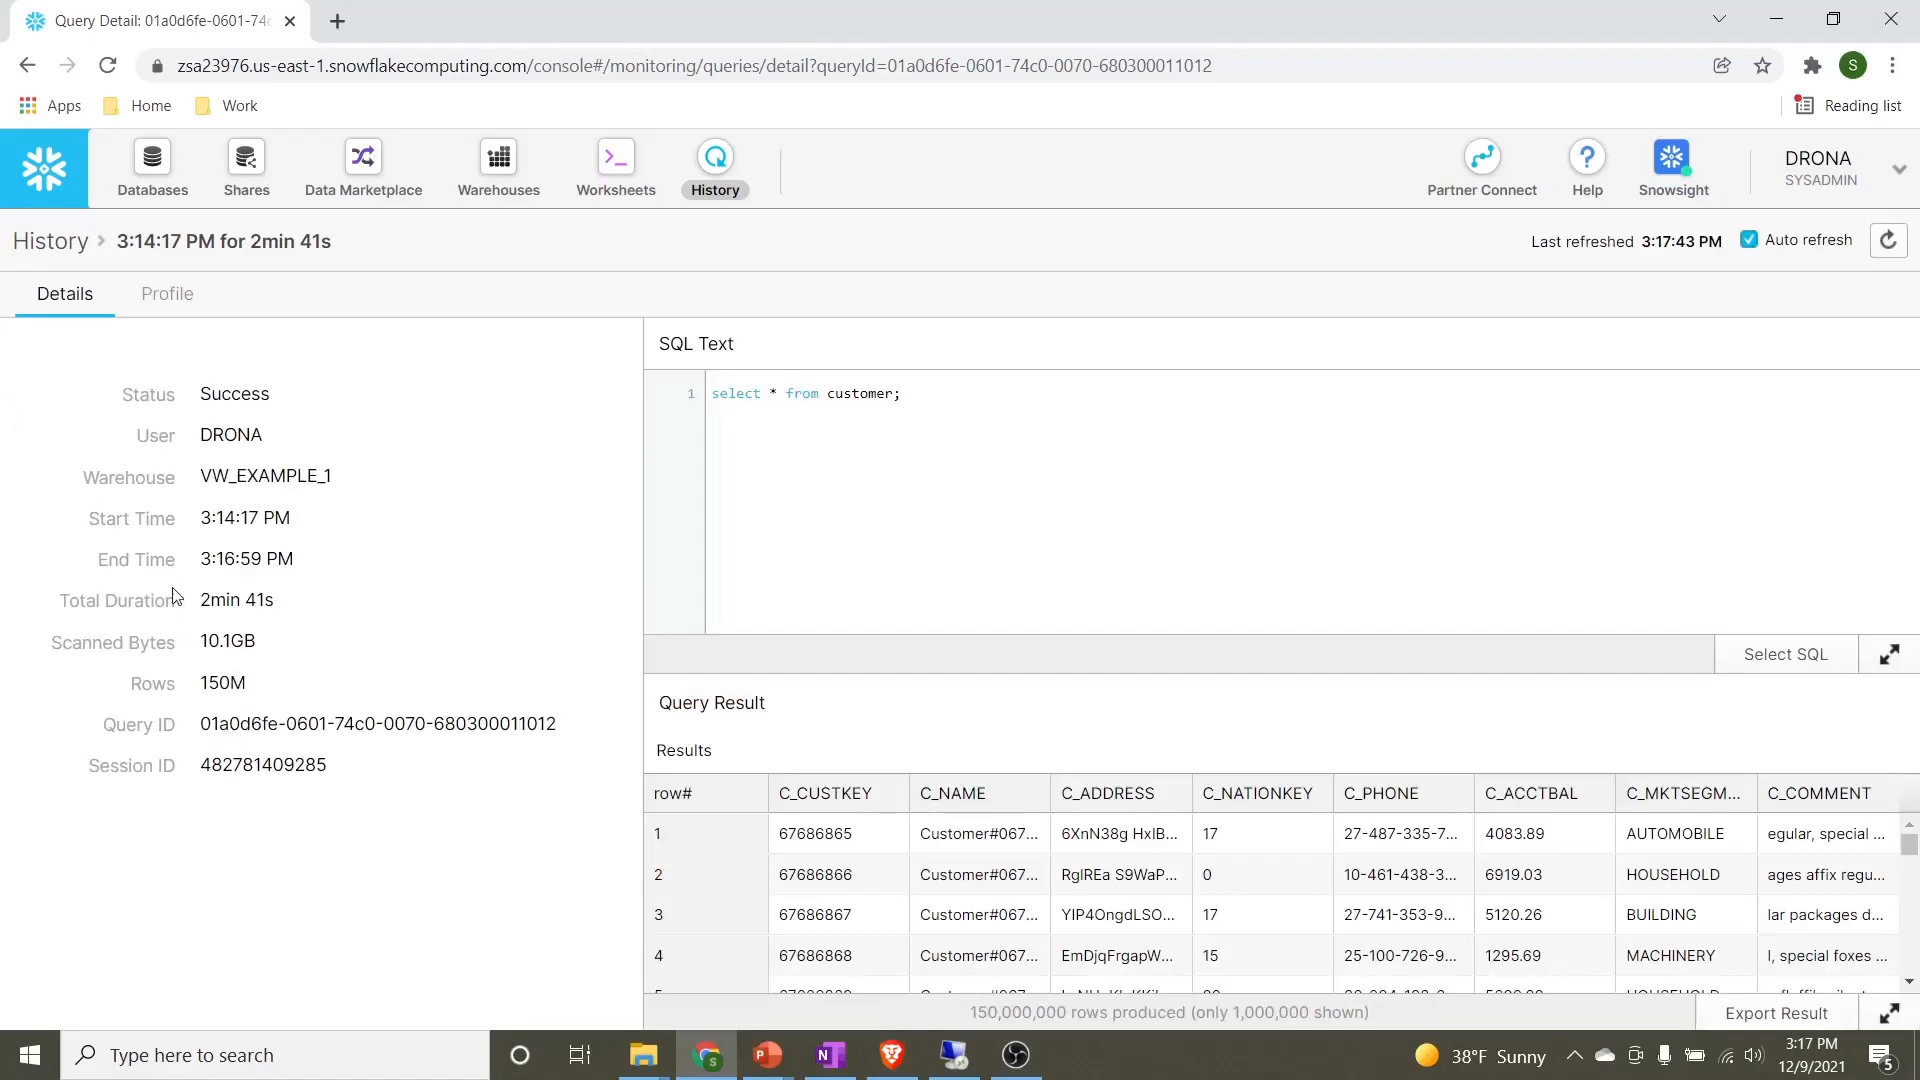 Query Detail: 01a0d6fe-0601-74c
zsa23976.us-east-1.snowflakecomputing.com/console#/monitoring/queries/detail?queryId=01a0d6fe-0601-74c0-0070-680300011012
S
Apps Home Work Reading list
Databases Shares Data Marketplace Warehouses Worksheets History Partner Connect Help Snowsight
DRONA
SYSADMIN
History > 3:14:17 PM for 2min 41s
Last refreshed 3:17:43 PM Auto refresh
Details Profile
Status Success
User DRONA
Warehouse VW_EXAMPLE_1
Start Time 3:14:17 PM
End Time 3:16:59 PM
Total Duration 2min 41s
Scanned Bytes 10.1GB
Rows 150M
Query ID 01a0d6fe-0601-74c0-0070-680300011012
Session ID 482781409285
SQL Text
1 select * from customer;
Select SQL
Query Result
Results
row# C_CUSTKEY C_NAME C_ADDRESS C_NATIONKEY C_PHONE C_ACCTBAL C_MKTSEGM... C_COMMENT
1 67686865 Customer#067... 6XnN38g HxIB... 17 27-487-335-7... 4083.89 AUTOMOBILE egular, special ...
2 67686866 Customer#067... RglREa S9WaP... 0 10-461-438-3... 6919.03 HOUSEHOLD ages affix regu...
3 67686867 Customer#067... YIP4OngdLSO... 17 27-741-353-9... 5120.26 BUILDING lar packages d...
4 67686868 Customer#067... EmDjqFrgapW... 15 25-100-726-9... 1295.69 MACHINERY l, special foxes ...
150,000,000 rows produced (only 1,000,000 shown)
Export Result
Type here to search
38°F Sunny
3:17 PM
12/9/2021
5